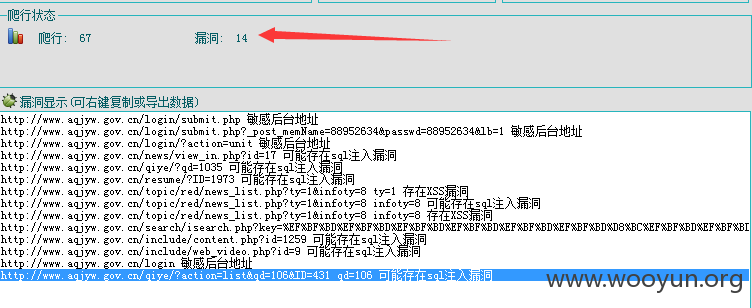 爬行状态
爬行: 67 漏洞: 14
漏洞显示(可右键复制或导出数据)
http://www.aqjyw.gov.cn/login/submit.php 敏感后台地址
http://www.aqjyw.gov.cn/login/submit.php?_post_memName=88952634&passwd=88952634&lb=1 敏感后台地址
http://www.aqjyw.gov.cn/login/?action=unit 敏感后台地址
http://www.aqjyw.gov.cn/news/view_in.php?id=17 可能存在sql注入漏洞
http://www.aqjyw.gov.cn/qiye/?qd=1035 可能存在sql注入漏洞
http://www.aqjyw.gov.cn/resume/?ID=1973 可能存在sql注入漏洞
http://www.aqjyw.gov.cn/topic/red/news_list.php?ty=1&infoty=8 ty=1 存在XSS漏洞
http://www.aqjyw.gov.cn/topic/red/news_list.php?ty=1&infoty=8 infoty=8 可能存在sql注入漏洞
http://www.aqjyw.gov.cn/topic/red/news_list.php?ty=1&infoty=8 infoty=8 存在XSS漏洞
http://www.aqjyw.gov.cn/search/isearch.php?key=%EF%BF%BD%EF%BF%BD%EF%BF%BD%EF%BF%BD%EF%BF%BD%EF%BF%BD%D8%BC%EF%BF%BD%EF%BF%BD
http://www.aqjyw.gov.cn/include/content.php?id=1259 可能存在sql注入漏洞
http://www.aqjyw.gov.cn/include/web_video.php?id=9 可能存在sql注入漏洞
http://www.aqjyw.gov.cn/login 敏感后台地址
http://www.aqjyw.gov.cn/qiye/?action=list&qd=106&ID=431 qd=106 可能存在sql注入漏洞
www.wooyun.org